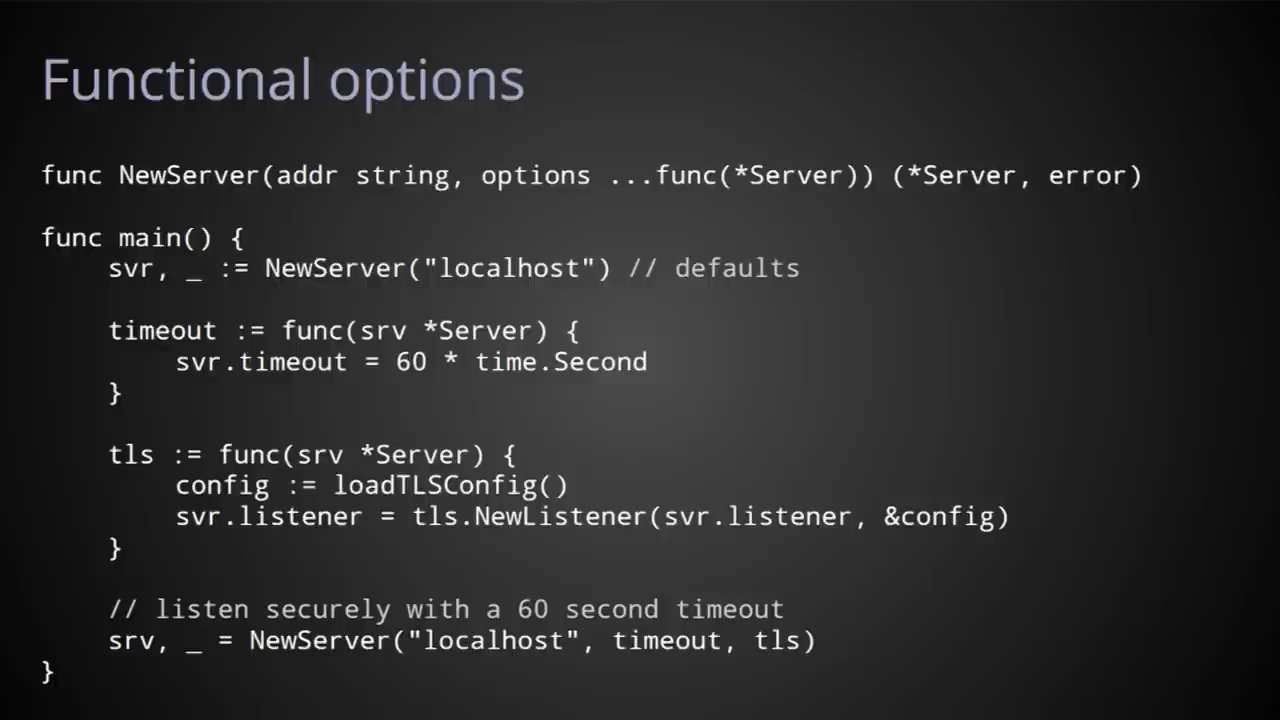 Functional options
func NewServer(addr string, options ...func(*Server)) (*Server, error)
func main() {
svr, _ := NewServer("localhost") // defaults
timeout := func(srv *Server) {
svr.timeout = 60 * time.Second
}
tls := func(srv *Server) {
config := loadTLSConfig()
svr.listener = tls.NewListener(svr.listener, &config)
}
// listen securely with a 60 second timeout
srv, _ = NewServer("localhost", timeout, tls)
}